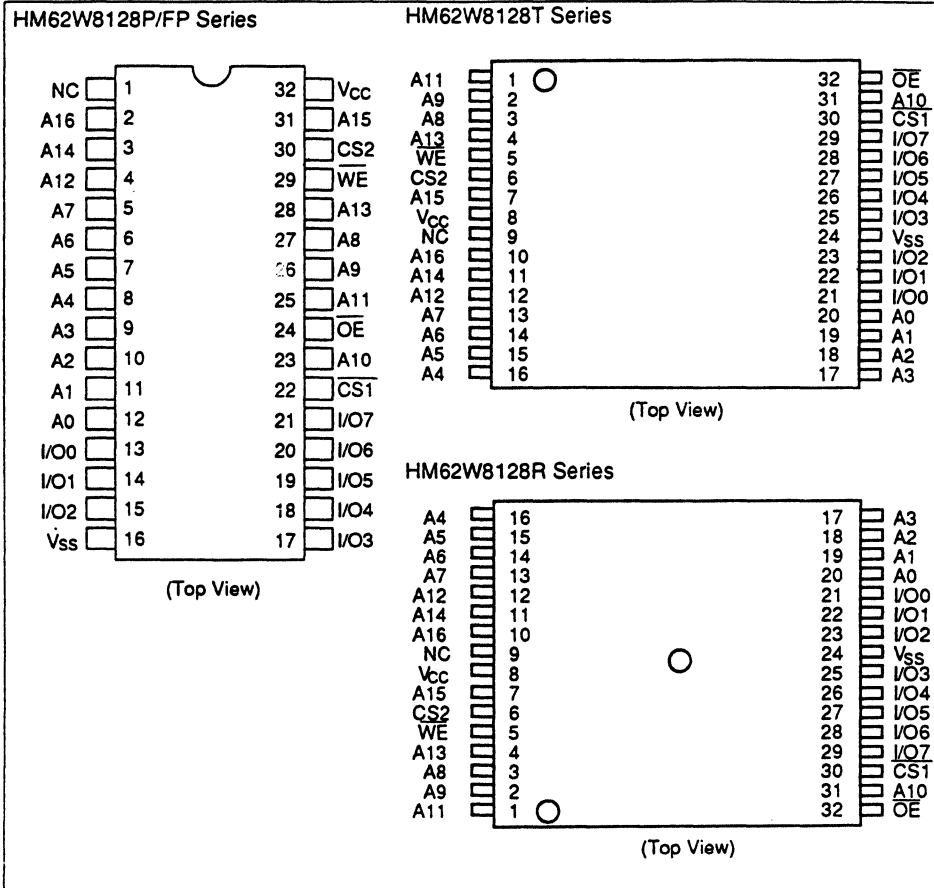 HM62W8128P/FP Series
NC 1 32 VCC
A16 2 31 A15
A14 3 30 CS2
A12 4 29 W̅E̅
A7 5 28 A13
A6 6 27 A8
A5 7 26 A9
A4 8 25 A11
A3 9 24 O̅E̅
A2 10 23 A10
A1 11 22 C̅S̅1̅
A0 12 21 I/O7
I/O0 13 20 I/O6
I/O1 14 19 I/O5
I/O2 15 18 I/O4
VSS 16 17 I/O3
(Top View)
HM62W8128T Series
A11 1 32 O̅E̅
A9 2 31 A10
A8 3 30 C̅S̅1̅
A13 4 29 I/O7
W̅E̅ 5 28 I/O6
CS2 6 27 I/O5
A15 7 26 I/O4
VCC 8 25 I/O3
NC 9 24 VSS
A16 10 23 I/O2
A14 11 22 I/O1
A12 12 21 I/O0
A7 13 20 A0
A6 14 19 A1
A5 15 18 A2
A4 16 17 A3
(Top View)
HM62W8128R Series
A4 16 17 A3
A5 15 18 A2
A6 14 19 A1
A7 13 20 A0
A12 12 21 I/O0
A14 11 22 I/O1
A16 10 23 I/O2
NC 9 24 VSS
VCC 8 25 I/O3
A15 7 26 I/O4
CS2 6 27 I/O5
W̅E̅ 5 28 I/O6
A13 4 29 I/O7
A8 3 30 C̅S̅1̅
A9 2 31 A10
A11 1 32 O̅E̅
(Top View)